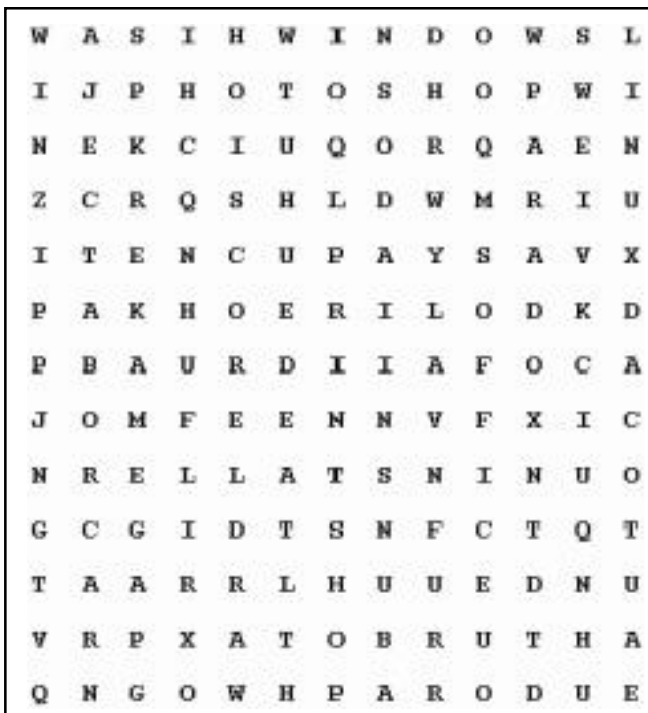 W A S I H W I N D O W S L
I J P H O T O S H O P W I
N E K C I U Q O R Q A E N
Z C R Q S H L D W M R I U
I T E N C U P A Y S A V X
P A K H O E R I L O D K D
P B A U R D I I A F O C A
J O M F E E N N V F X I C
N R E L L A T S N I N U O
G C G I D T S N F C T Q T
T A A R R L H U U E D N U
V R P X A T O B R U T H A
Q N G O W H P A R O D U E